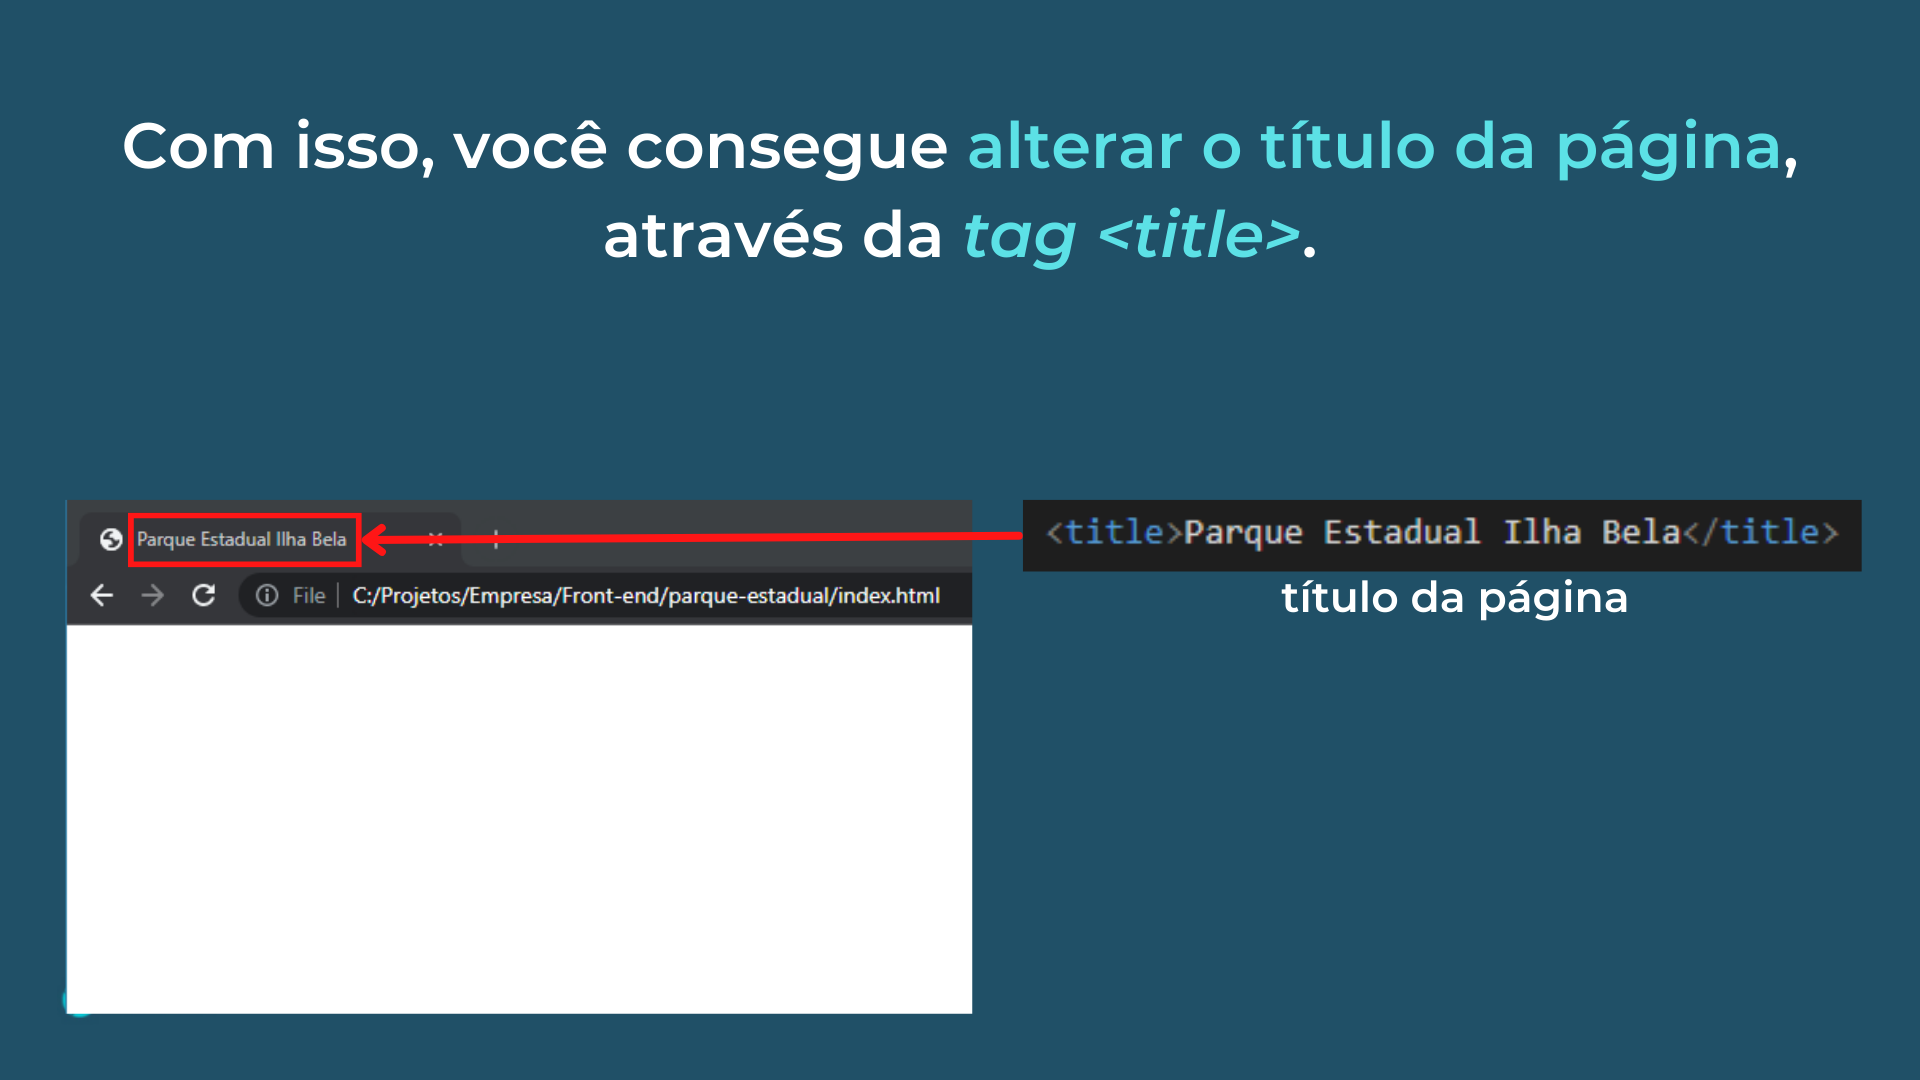 Com isso, você consegue alterar o título da página,
através da tag <title>.
Parque Estadual Ilha Bela
<title>Parque Estadual Ilha Bela</title>
File
C:/Projetos/Empresa/Front-end/parque-estadual/index.html
título da página